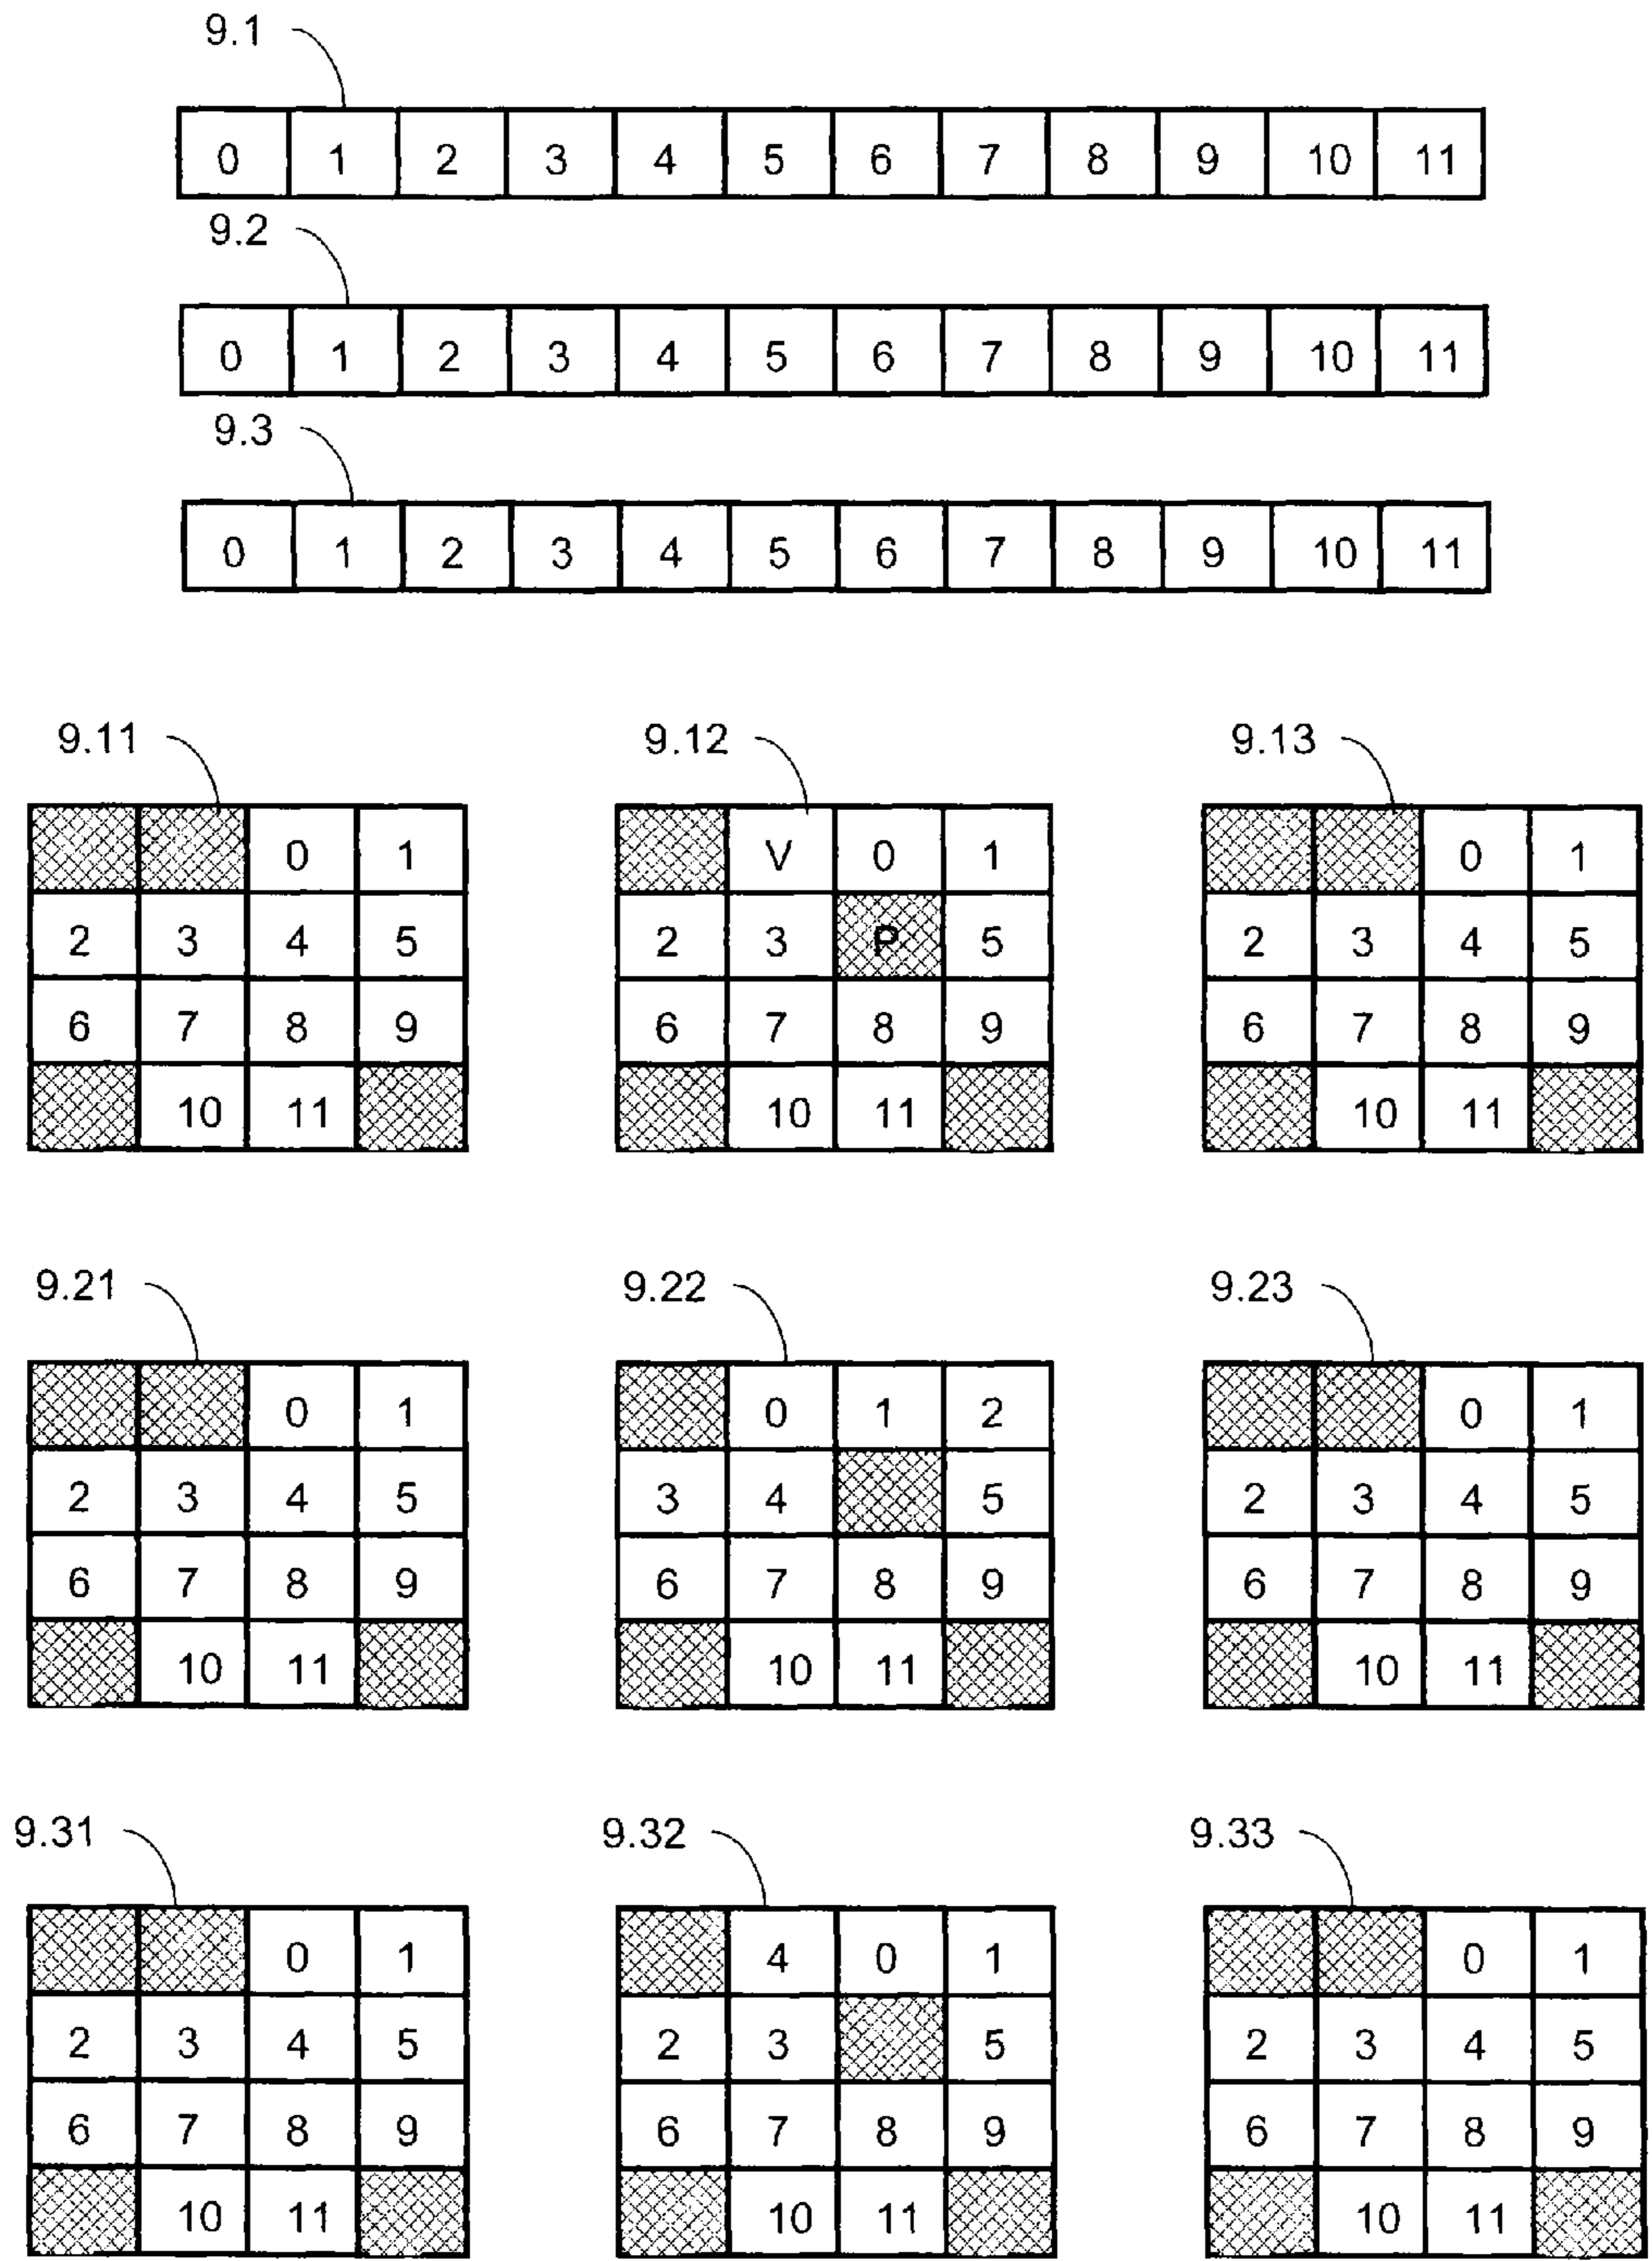 9.1
0 1 2 3 4 5 6 7 8 9 10 11
9.2
0 1 2 3 4 5 6 7 8 9 10 11
9.3
0 1 2 3 4 5 6 7 8 9 10 11
9.11 9.12 9.13
0 1 V 0 1 0 1
2 3 4 5 2 3 P 5 2 3 4 5
6 7 8 9 6 7 8 9 6 7 8 9
10 11 10 11 10 11
9.21 9.22 9.23
0 1 0 1 2 0 1
2 3 4 5 3 4 5 2 3 4 5
6 7 8 9 6 7 8 9 6 7 8 9
10 11 10 11 10 11
9.31 9.32 9.33
0 1 4 0 1 0 1
2 3 4 5 2 3 5 2 3 4 5
6 7 8 9 6 7 8 9 6 7 8 9
10 11 10 11 10 11